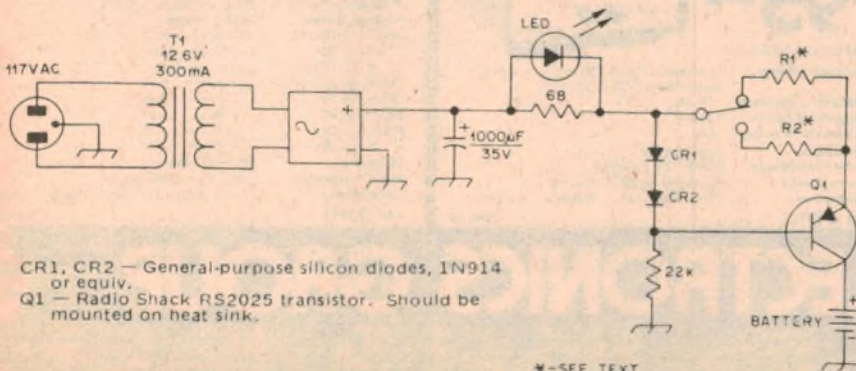 LED
T1
12.6V
300mA
117VAC
R1*
68
R2*
+
−
+
1000µF
35V
CR1
CR2
Q1
22k
CR1, CR2 — General-purpose silicon diodes, 1N914
or equiv.
Q1 — Radio Shack RS2025 transistor. Should be
mounted on heat sink.
BATTERY
+
−
*-SEE TEXT